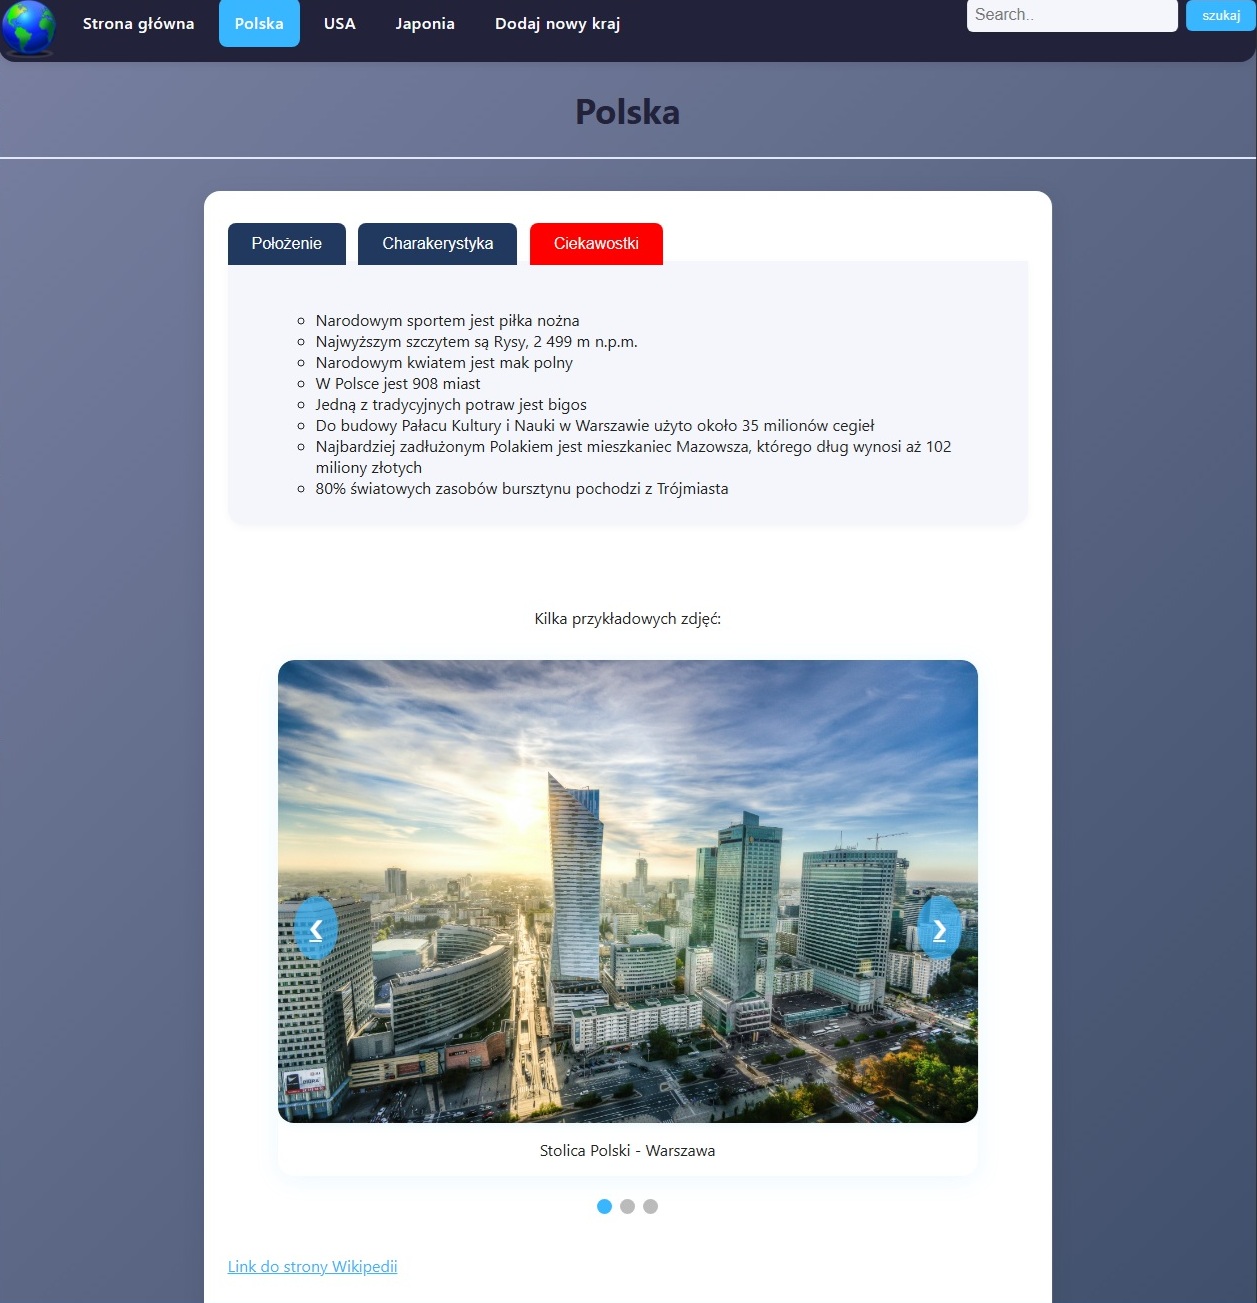 Strona główna Polska USA Japonia Dodaj nowy kraj Search.. szukaj
Polska
Położenie Charakerystyka Ciekawostki
Narodowym sportem jest piłka nożna
Najwyższym szczytem są Rysy, 2 499 m n.p.m.
Narodowym kwiatem jest mak polny
W Polsce jest 908 miast
Jedną z tradycyjnych potraw jest bigos
Do budowy Pałacu Kultury i Nauki w Warszawie użyto około 35 milionów cegieł
Najbardziej zadłużonym Polakiem jest mieszkaniec Mazowsza, którego dług wynosi aż 102
miliony złotych
80% światowych zasobów bursztynu pochodzi z Trójmiasta
Kilka przykładowych zdjęć:
❮ ❯
Stolica Polski - Warszawa
Link do strony Wikipedii